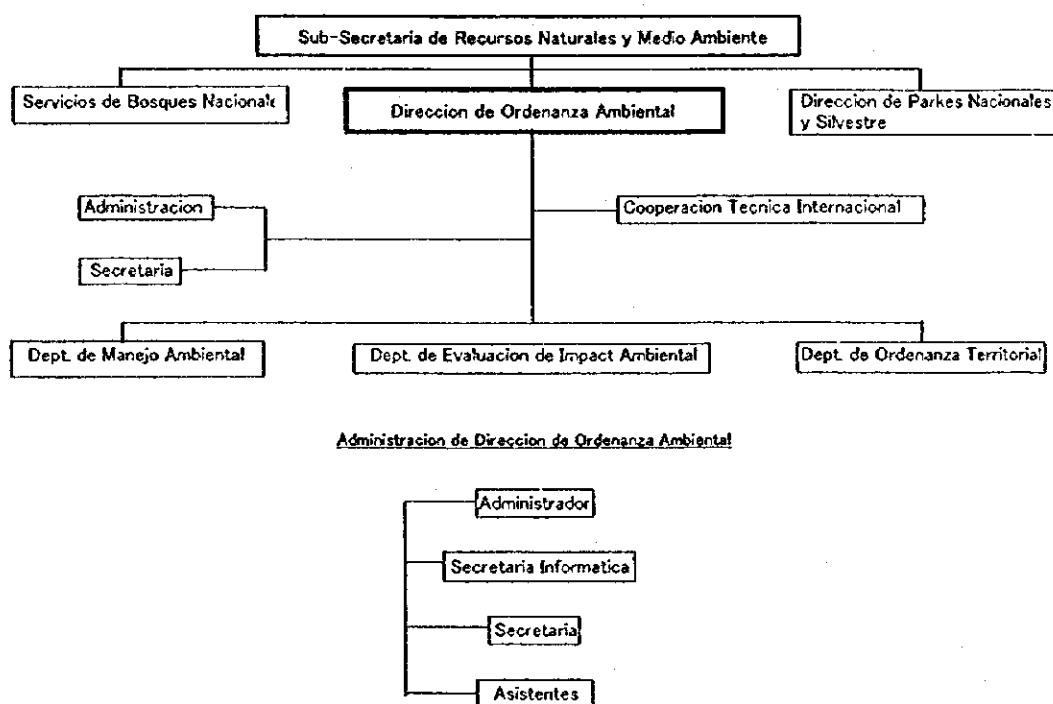 Sub-Secretaria de Recursos Naturales y Medio Ambiente
Servicios de Bosques Nacionale
Direccion de Ordenanza Ambiental
Direccion de Parkes Nacionales
y Silvestre
Administracion
Cooperacion Tecnica Internacional
Secretaria
Dept. de Manejo Ambiental
Dept. de Evaluacion de Impact Ambiental
Dept. de Ordenanza Territorial
Administracion de Direccion de Ordenanza Ambiental
Administrador
Secretaria Informatica
Secretaria
Asistentes